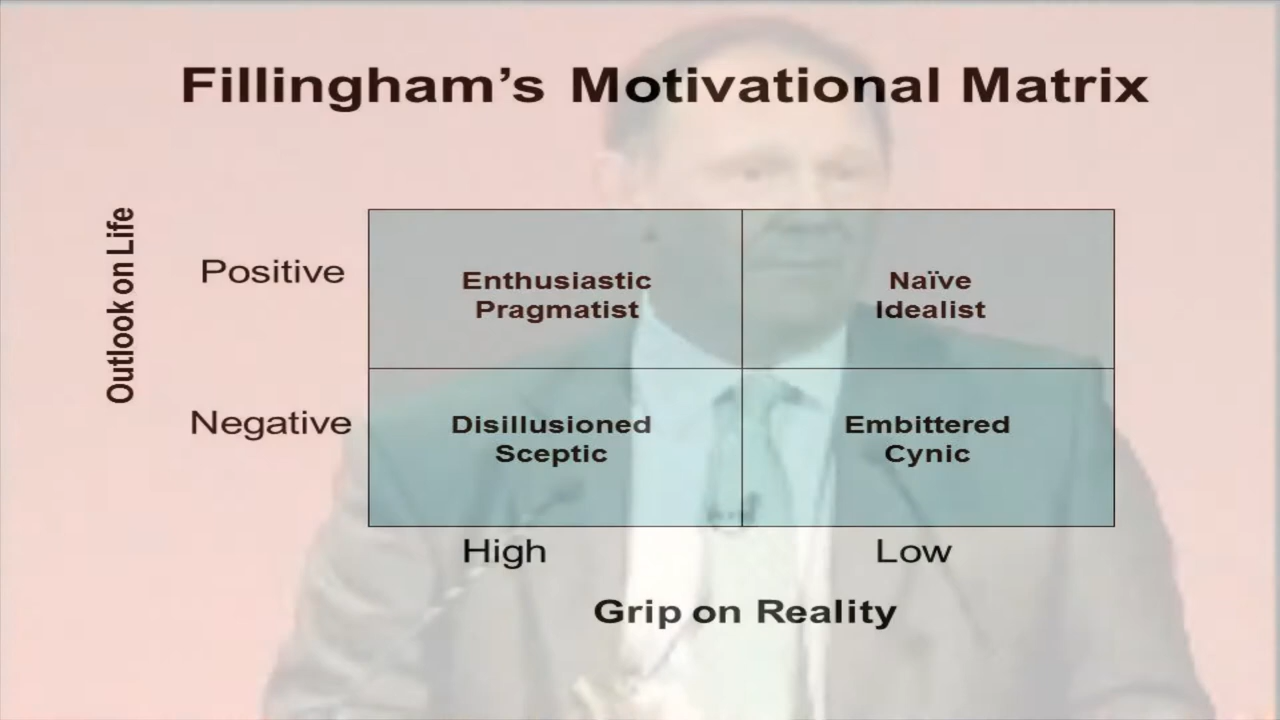 Fillingham’s Motivational Matrix
Outlook on Life
Positive
Enthusiastic
Pragmatist
Naïve
Idealist
Negative
Disillusioned
Sceptic
Embittered
Cynic
High
Low
Grip on Reality